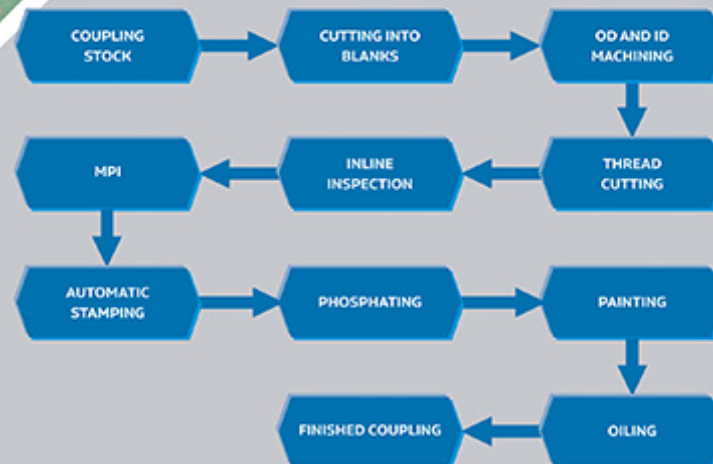 COUPLING
STOCK
CUTTING INTO
BLANKS
OD AND ID
MACHINING
THREAD
CUTTING
INLINE
INSPECTION
MPI
AUTOMATIC
STAMPING
PHOSPHATING
PAINTING
OILING
FINISHED COUPLING